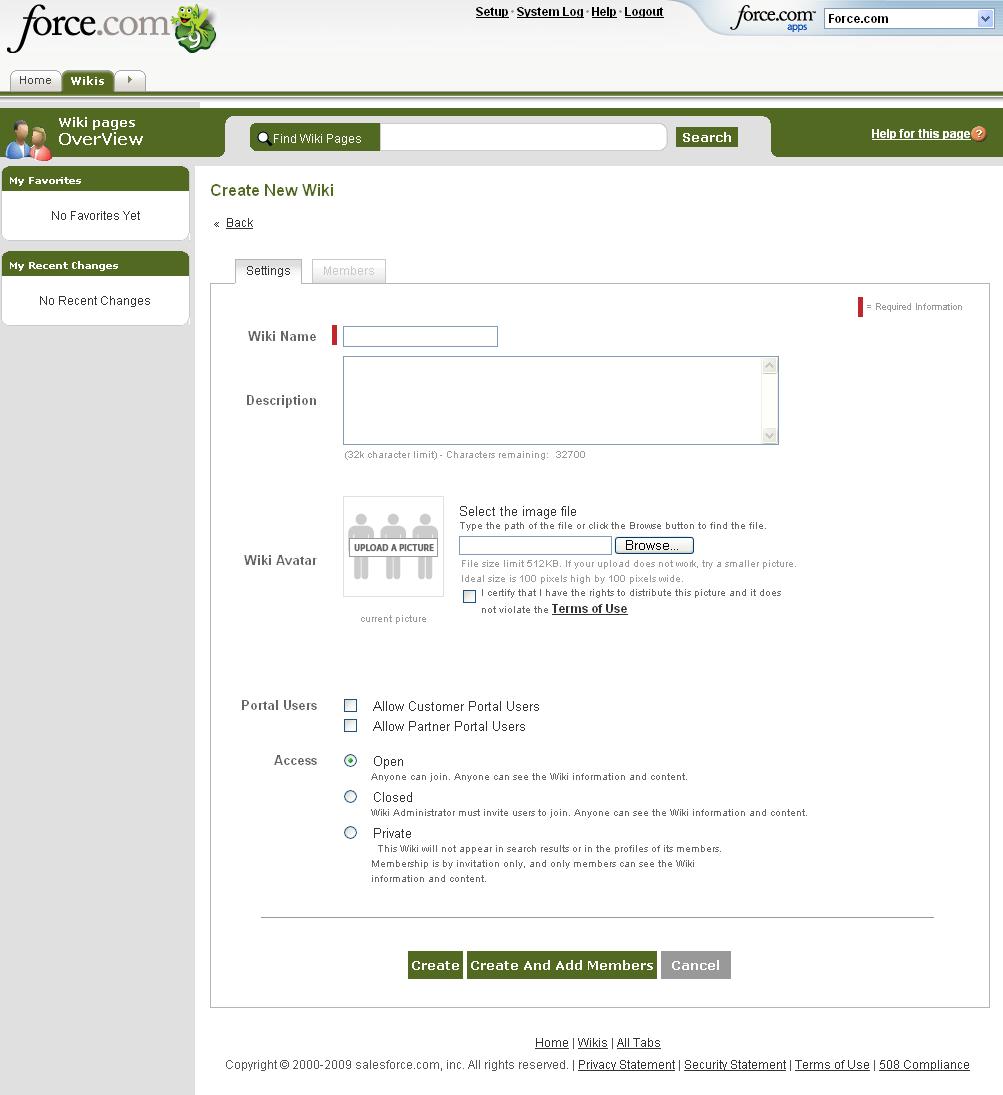 force.com 9
Setup · System Log · Help · Logout
force.com apps
Force.com
Home
Wikis
Wiki pages
OverView
Find Wiki Pages
Search
Help for this page ?
My Favorites
No Favorites Yet
My Recent Changes
No Recent Changes
Create New Wiki
« Back
Settings
Members
= Required Information
Wiki Name
Description
(32k character limit) - Characters remaining: 32700
Wiki Avatar
UPLOAD A PICTURE
current picture
Select the image file
Type the path of the file or click the Browse button to find the file.
Browse...
File size limit 512KB. If your upload does not work, try a smaller picture.
Ideal size is 100 pixels high by 100 pixels wide.
I certify that I have the rights to distribute this picture and it does
not violate the Terms of Use
Portal Users
Allow Customer Portal Users
Allow Partner Portal Users
Access
Open
Anyone can join. Anyone can see the Wiki information and content.
Closed
Wiki Administrator must invite users to join. Anyone can see the Wiki information and content.
Private
This Wiki will not appear in search results or in the profiles of its members.
Membership is by invitation only, and only members can see the Wiki
information and content.
Create
Create And Add Members
Cancel
Home | Wikis | All Tabs
Copyright © 2000-2009 salesforce.com, inc. All rights reserved. | Privacy Statement | Security Statement | Terms of Use | 508 Compliance